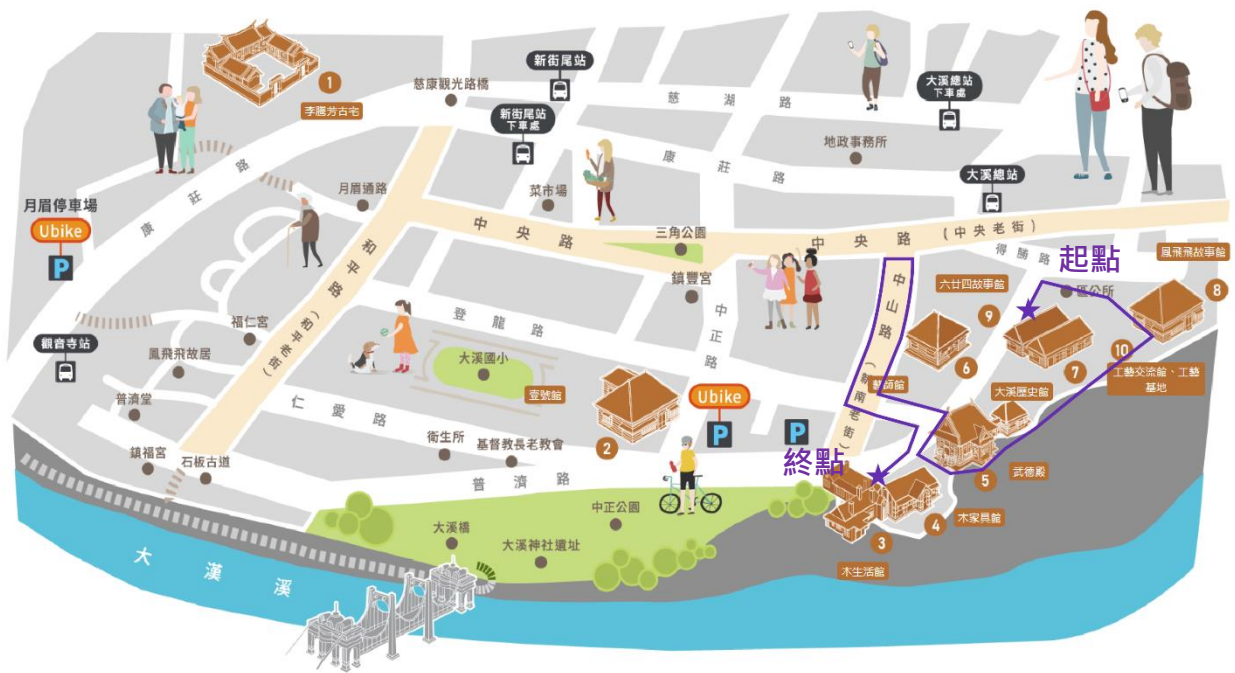 1
李騰芳古宅
慈康觀光路橋
新街尾站
新街尾站
下車處
慈湖路
大溪總站
下車處
地政事務所
康莊路
康莊路
月眉停車場
Ubike
P
月眉通路
菜市場
大溪總站
中央路
三角公園
中央路(中央老街)
得勝路
鳳飛飛故事館
8
起點
區公所
六廿四故事館
9
鎮豐宮
中山路(新南老街)
中正路
和平路(和平老街)
登龍路
福仁宮
觀音寺站
鳳飛飛故居
大溪國小
壹號館
藝師館
6
7
10
工藝交流館、工藝
基地
大溪歷史館
普濟堂
仁愛路
2
Ubike
P
P
衛生所
基督教長老教會
鎮福宮
石板古道
普濟路
終點
5
武德殿
4
木家具館
3
木生活館
中正公園
大溪橋
大溪神社遺址
大漢溪